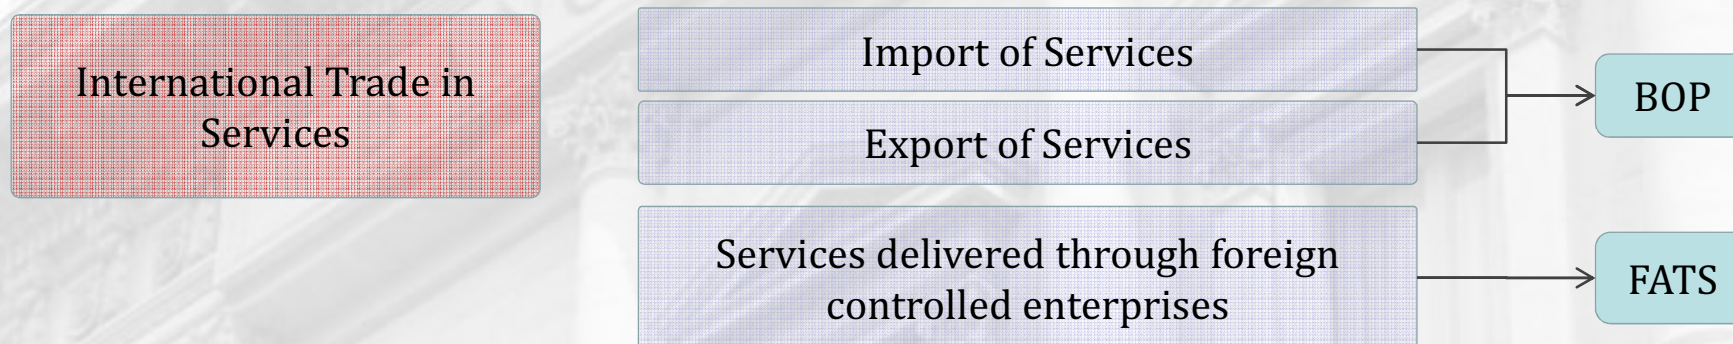 International Trade in
Services
Import of Services
Export of Services
BOP
Services delivered through foreign
controlled enterprises
FATS